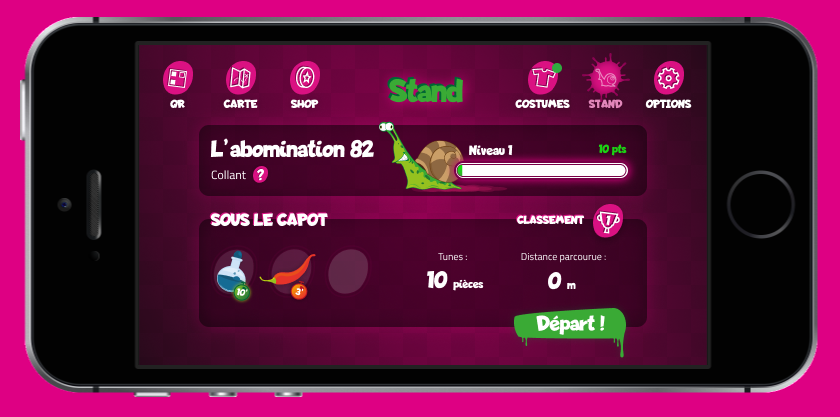 Stand
QR
CARTE
SHOP
COSTUMES
STAND
OPTIONS
L'abomination 82
Niveau 1
10 pts
Collant ?
SOUS LE CAPOT
CLASSEMENT
1
Tunes :
Distance parcourue :
10 pièces
0 m
10'
3'
Départ !